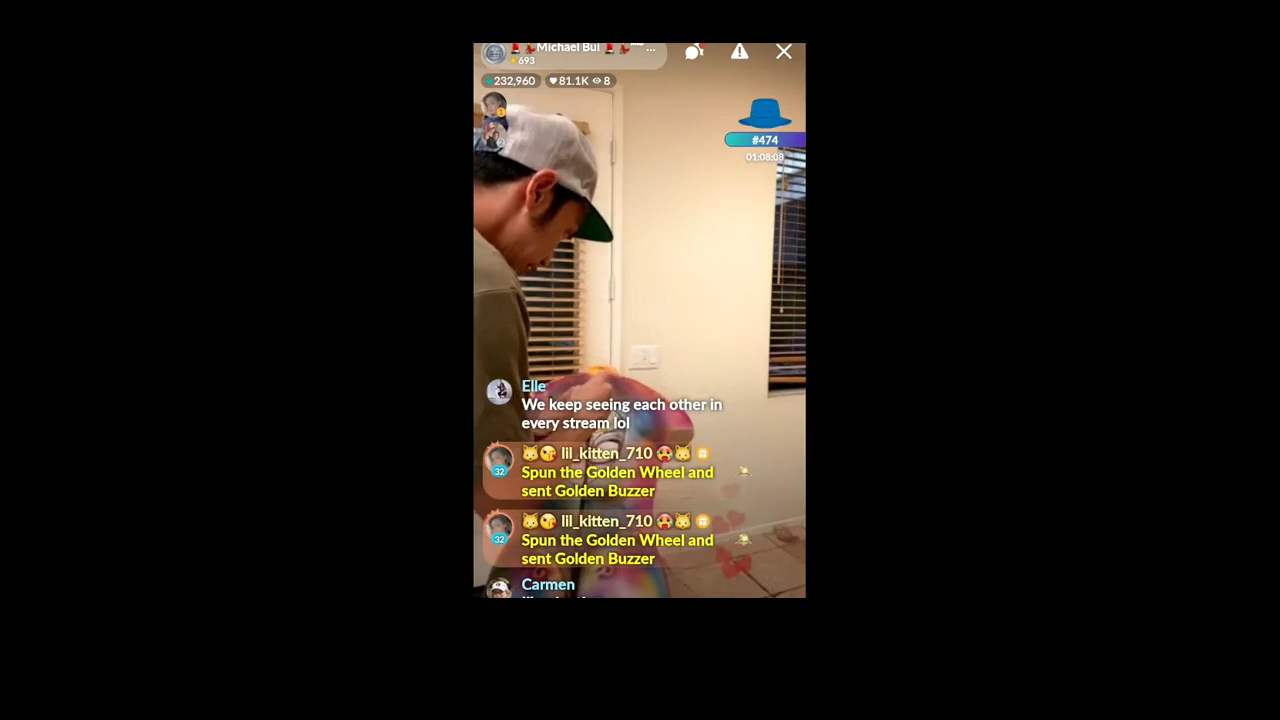 Michael Bui ...
693
232,960 81.1K 8
#474
01:08:08
Elle
We keep seeing each other in
every stream lol
32
lil_kitten_710
Spun the Golden Wheel and
sent Golden Buzzer
32
lil_kitten_710
Spun the Golden Wheel and
sent Golden Buzzer
Carmen